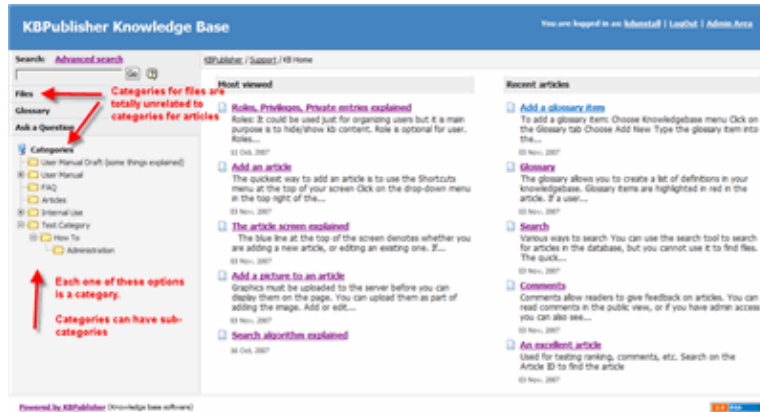 KBPublisher Knowledge Base
You are logged in as: kdunstall | LogOut | Admin Area
Search: Advanced search
Go
Files
Glossary
Ask a Question
Categories for files are
totally unrelated to
categories for articles
Categories
User Manual Draft (some things explained)
User Manual
FAQ
Articles
Internal Use
Test Category
How To
Administration
Each one of these options
is a category.
Categories can have sub-
categories
KBPublisher / Support / KB Home
Most viewed
Roles, Privileges, Private entries explained
Roles: It could be used just for organizing users but it is main
purpose is to hide/show kb content. Role is optional for user.
Roles...
Oct, 2007
Add an article
The quickest way to add an article is to use the Shortcuts
menu at the top of your screen Click on the drop-down menu
in the top right of the...
03 Nov, 2007
The article screen explained
The blue line at the top of the screen denotes whether you
are adding a new article, or editing an existing one. If...
03 Nov, 2007
Add a picture to an article
Graphics must be uploaded to the server before you can
display them on the page. You can upload them as part of
adding the image. Add or edit...
03 Nov, 2007
Search algorithm explained
16 Oct, 2007
Recent articles
Add a glossary item
To add a glossary item: Choose Knowledgebase menu Click on
the Glossary tab Choose Add New Type the glossary item into
the...
03 Nov, 2007
Glossary
The glossary allows you to create a list of definitions in your
knowledgebase. Glossary items are highlighted in red in the
article. If a user...
03 Nov, 2007
Search
Various ways to search You can use the search tool to search
for articles in the database, but you cannot use it to find files.
The quick...
03 Nov, 2007
Comments
Comments allow readers to give feedback on articles. You can
read comments in the public view, or if you have admin access
you can also see...
03 Nov, 2007
An excellent article
Used for testing ranking, comments, etc. Search on the
Article ID to find the article
03 Nov, 2007
Powered by KBPublisher (Knowledge base software)